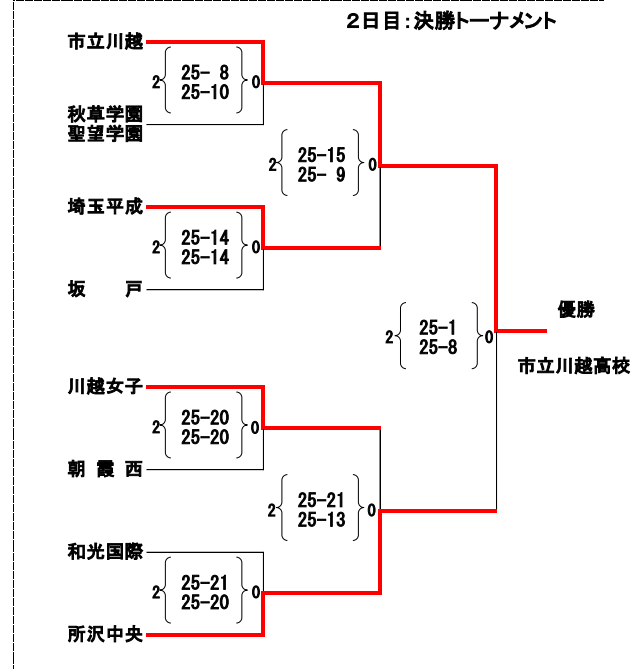 2日目：決勝トーナメント
市立川越
2 25- 8 0
25-10
秋草学園
聖望学園
2 25-15 0
25- 9
埼玉平成
2 25-14 0
25-14
坂 戸
優勝
2 25-1 0
25-8
市立川越高校
川越女子
2 25-20 0
25-20
朝 霞 西
2 25-21 0
25-13
和光国際
2 25-21 0
25-20
所沢中央